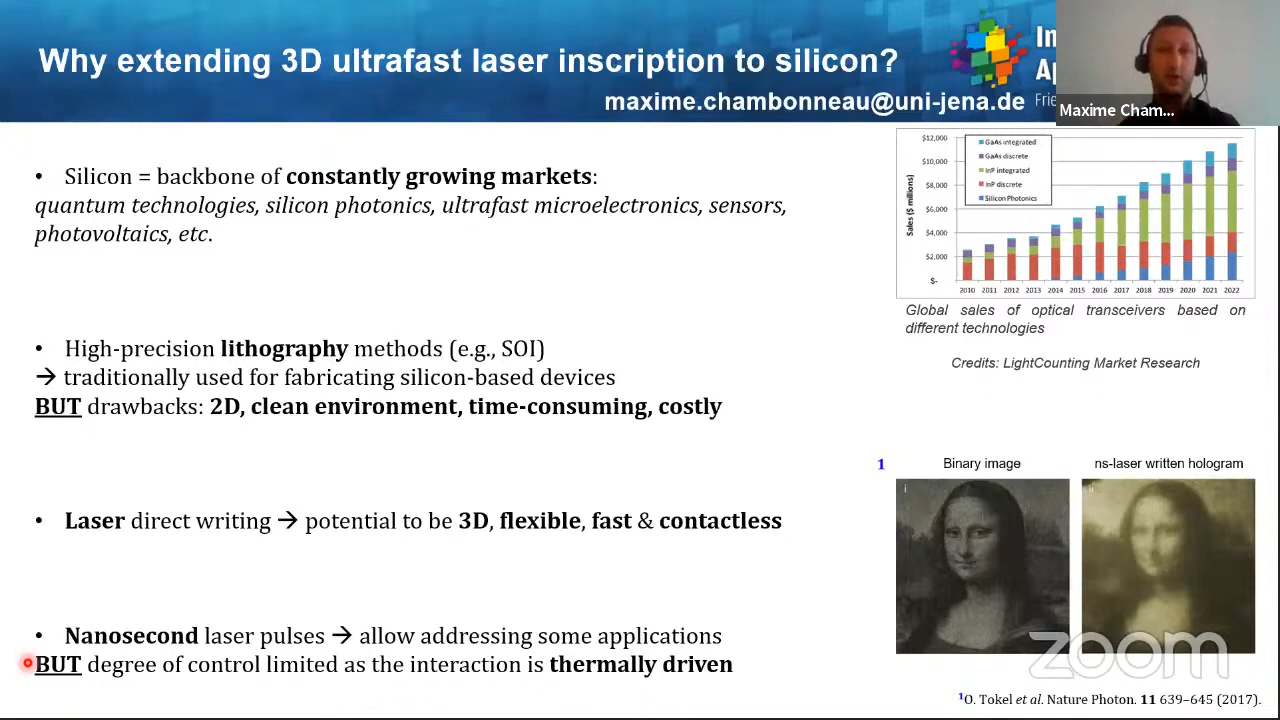 Why extending 3D ultrafast laser inscription to silicon?
maxime.chambonneau@uni-jena.de
In
Ap
Frie
Maxime Cham...
• Silicon = backbone of constantly growing markets:
quantum technologies, silicon photonics, ultrafast microelectronics, sensors,
photovoltaics, etc.
• High-precision lithography methods (e.g., SOI)
→ traditionally used for fabricating silicon-based devices
BUT drawbacks: 2D, clean environment, time-consuming, costly
• Laser direct writing → potential to be 3D, flexible, fast & contactless
• Nanosecond laser pulses → allow addressing some applications
BUT degree of control limited as the interaction is thermally driven
Sales ($ millions)
$12,000
$10,000
$8,000
$6,000
$4,000
$2,000
$-
GaAs integrated
GaAs discrete
InP integrated
InP discrete
Silicon Photonics
2010 2011 2012 2013 2014 2015 2016 2017 2018 2019 2020 2021 2022
Global sales of optical transceivers based on
different technologies
Credits: LightCounting Market Research
1 Binary image ns-laser written hologram
i ii
zoom
¹O. Tokel et al. Nature Photon. 11 639–645 (2017).